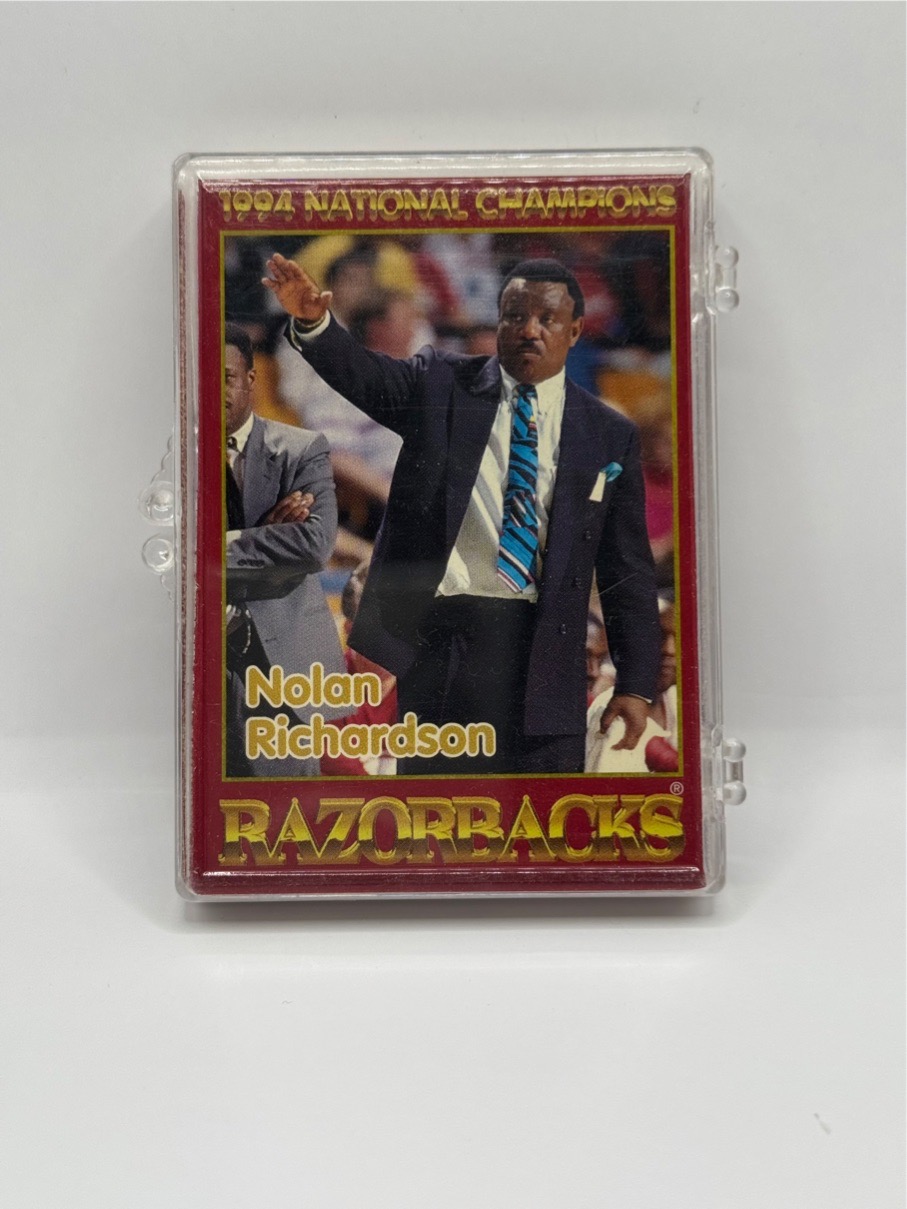 1994 NATIONAL CHAMPIONS
Nolan
Richardson
RAZORBACKS®